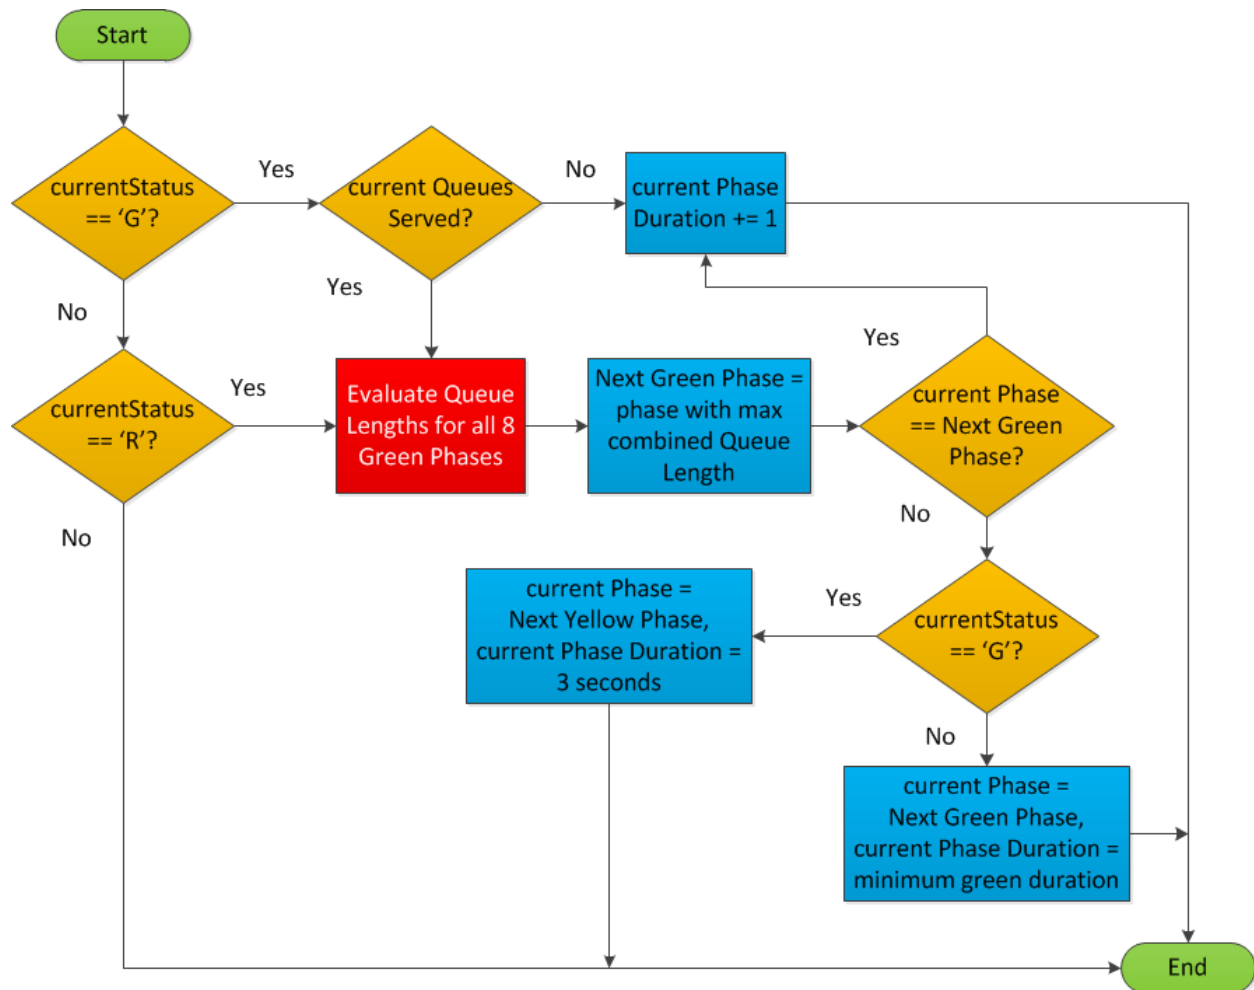 Start
currentStatus
== ‘G’?
Yes
current Queues
Served?
No
current Phase
Duration += 1
No
Yes
currentStatus
== ‘R’?
Yes
Evaluate Queue
Lengths for all 8
Green Phases
Next Green Phase =
phase with max
combined Queue
Length
Yes
current Phase
== Next Green
Phase?
No
No
current Phase =
Next Yellow Phase,
current Phase Duration =
3 seconds
Yes
currentStatus
== ‘G’?
No
current Phase =
Next Green Phase,
current Phase Duration =
minimum green duration
End